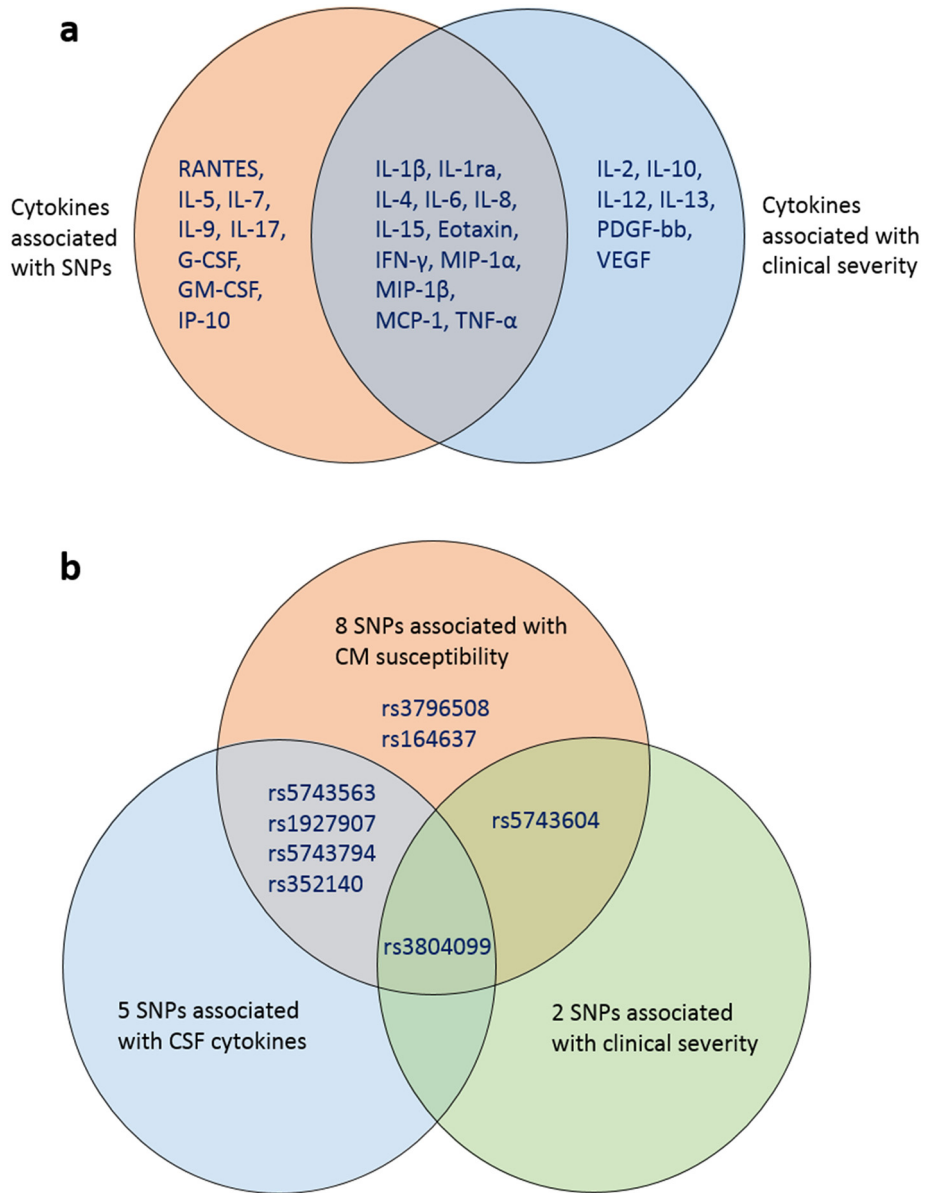 a
Cytokines
associated
with SNPs
RANTES,
IL-5, IL-7,
IL-9, IL-17,
G-CSF,
GM-CSF,
IP-10
IL-1β, IL-1ra,
IL-4, IL-6, IL-8,
IL-15, Eotaxin,
IFN-γ, MIP-1α,
MIP-1β,
MCP-1, TNF-α
IL-2, IL-10,
IL-12, IL-13,
PDGF-bb,
VEGF
Cytokines
associated with
clinical severity
b
8 SNPs associated with
CM susceptibility
rs3796508
rs164637
rs5743563
rs1927907
rs5743794
rs352140
rs5743604
rs3804099
5 SNPs associated
with CSF cytokines
2 SNPs associated
with clinical severity